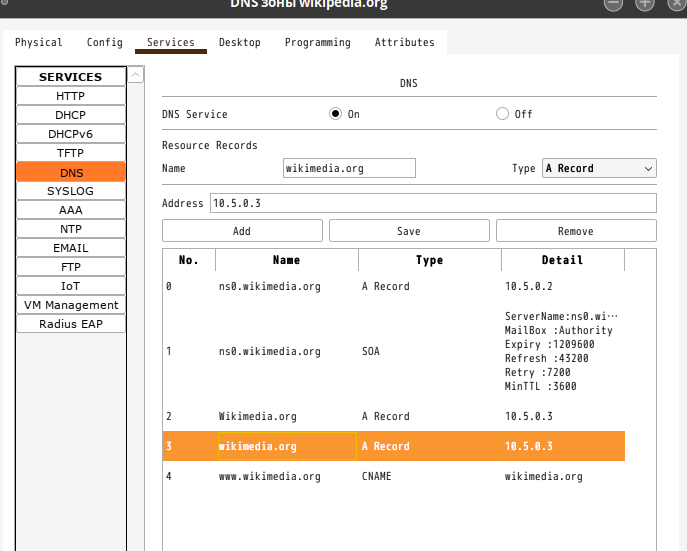 DNS зоны wikipedia.org
Physical Config Services Desktop Programming Attributes
SERVICES
HTTP
DHCP
DHCPv6
TFTP
DNS
SYSLOG
AAA
NTP
EMAIL
FTP
IoT
VM Management
Radius EAP
DNS
DNS Service On Off
Resource Records
Name wikimedia.org Type A Record
Address 10.5.0.3
Add Save Remove
No. Name Type Detail
0 ns0.wikimedia.org A Record 10.5.0.2
ServerName:ns0.wi···
MailBox :Authority
Expiry :1209600
1 ns0.wikimedia.org SOA Refresh :43200
Retry :7200
MinTTL :3600
2 Wikimedia.org A Record 10.5.0.3
3 wikimedia.org A Record 10.5.0.3
4 www.wikimedia.org CNAME wikimedia.org